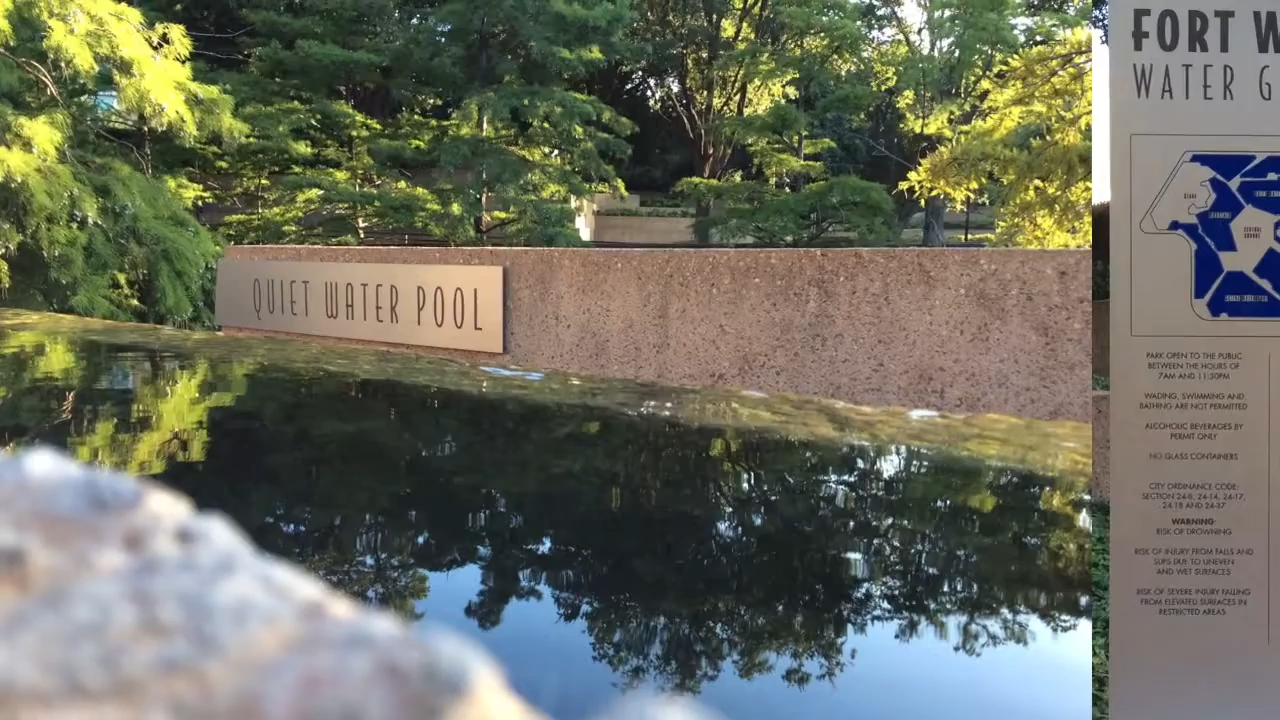 QUIET WATER POOL
FORT W
WATER G
CENTRAL
SQUARE
PARK OPEN TO THE PUBLIC
BETWEEN THE HOURS OF
7AM AND 11:30PM
WADING, SWIMMING AND
BATHING ARE NOT PERMITTED
ALCOHOLIC BEVERAGES BY
PERMIT ONLY
NO GLASS CONTAINERS
CITY ORDINANCE CODE:
SECTION 24-8, 24-14, 24-17,
24-18 AND 24-37
WARNING:
RISK OF DROWNING
RISK OF INJURY FROM FALLS AND
SLIPS DUE TO UNEVEN
AND WET SURFACES
RISK OF SEVERE INJURY FALLING
FROM ELEVATED SURFACES IN
RESTRICTED AREAS